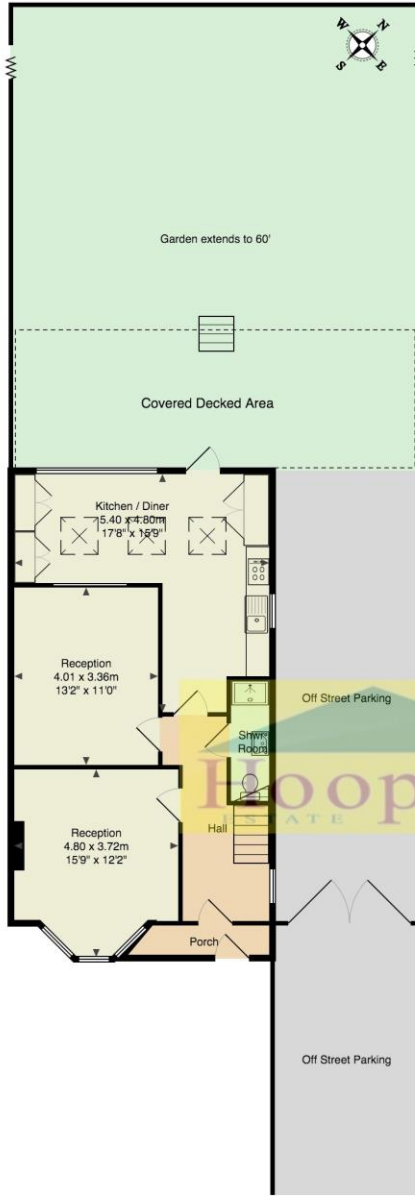 W N
S E
Garden extends to 60'
Covered Decked Area
Kitchen / Diner
5.40 x 4.80m
17'8" x 15'9"
Reception
4.01 x 3.36m
13'2" x 11'0"
Off Street Parking
Shwr
Room
Hoop
ESTATE
Reception
4.80 x 3.72m
15'9" x 12'2"
Hall
Porch
Off Street Parking